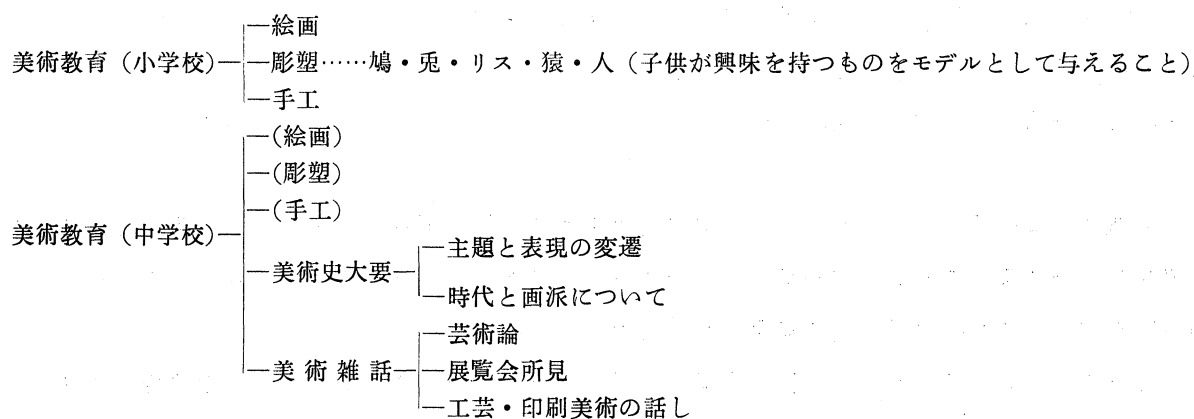 絵画
美術教育（小学校） 彫塑……鳩・兎・リス・猿・人（子供が興味を持つものをモデルとして与えること）
手工
（絵画）
（彫塑）
（手工）
美術教育（中学校）
主題と表現の変遷
美術史大要
時代と画派について
芸術論
美術雑話 展覧会所見
工芸・印刷美術の話し